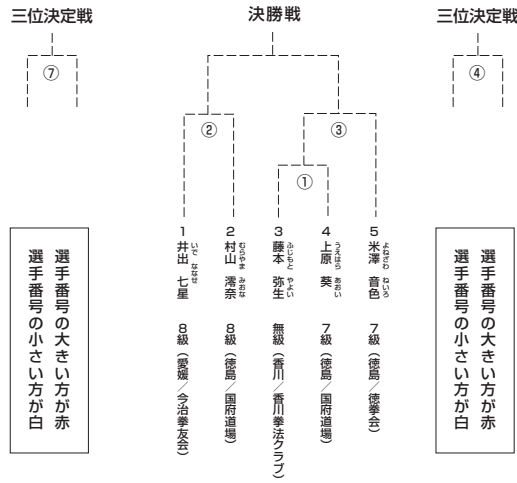 三位決定戦
⑦
決勝戦
三位決定戦
④
②
③
①
1
井出 七星
いで ななせ
8級（愛媛／今治拳友会）
2
村山 澪奈
むらやま みおな
8級（徳島／国府道場）
3
藤本 弥生
ふじもと やよい
無級（香川／香川拳法クラブ）
4
上原 葵
うえはら あおい
7級（徳島／国府道場）
5
米澤 音色
よねざわ ねいろ
7級（徳島／徳拳会）
選手番号の大きい方が赤
選手番号の小さい方が白
選手番号の大きい方が赤
選手番号の小さい方が白